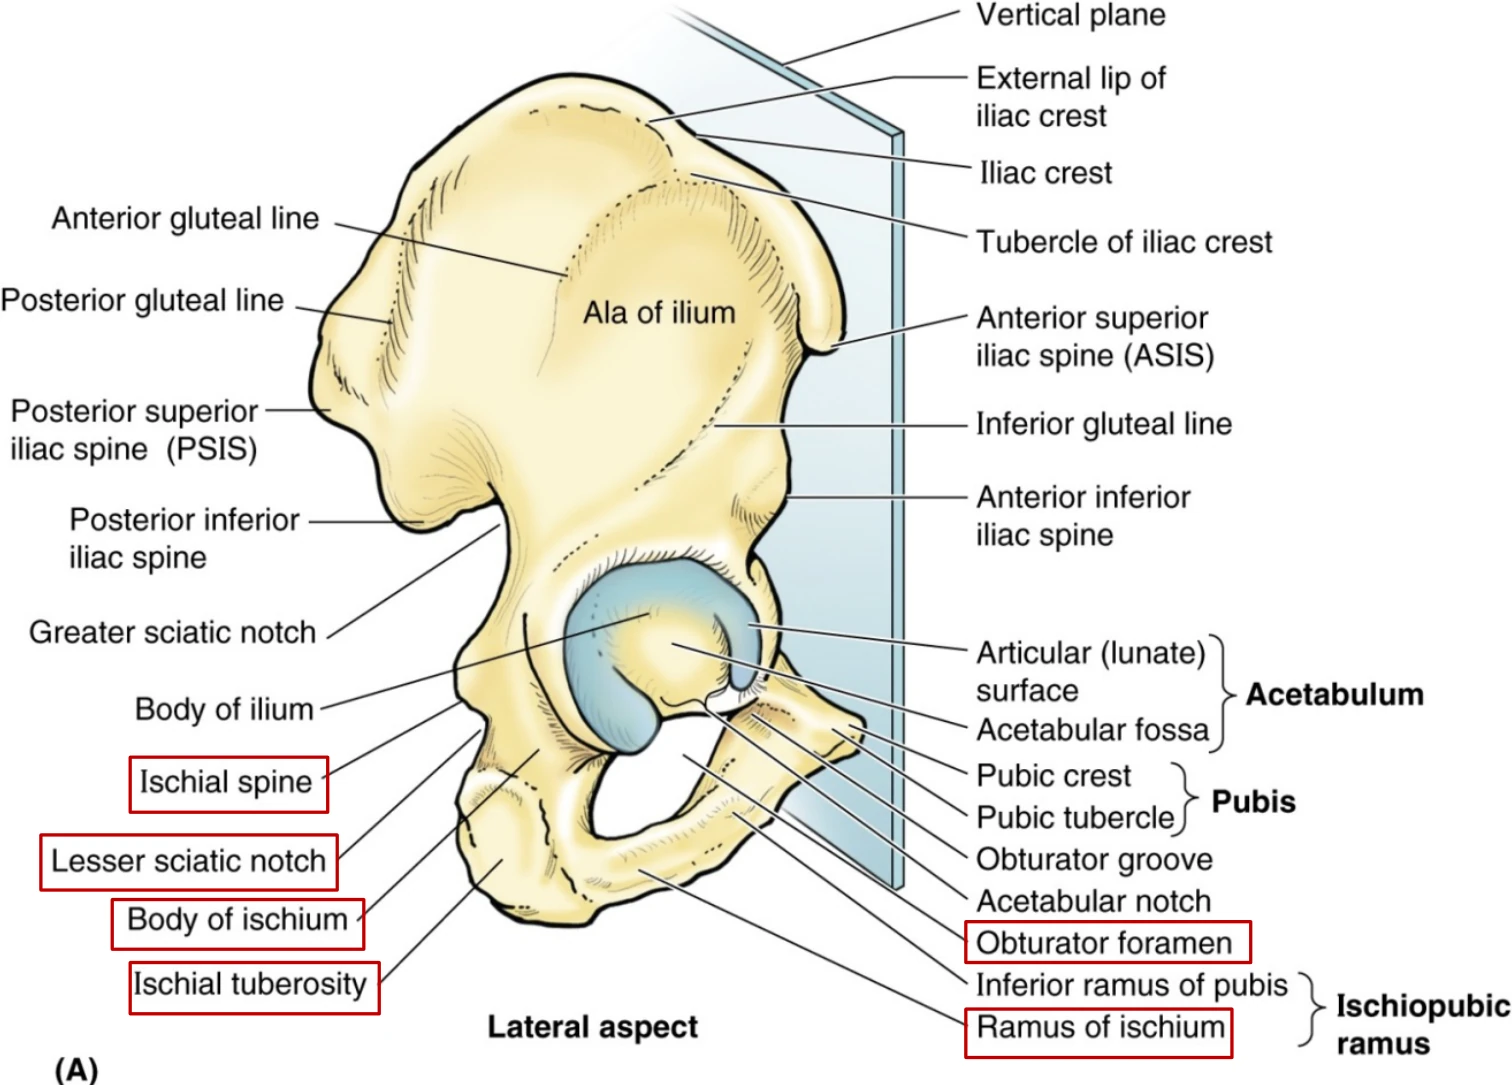 Vertical plane
External lip of
iliac crest
Iliac crest
Tubercle of iliac crest
Anterior superior
iliac spine (ASIS)
Inferior gluteal line
Anterior inferior
iliac spine
Articular (lunate)
surface
Acetabular fossa
Acetabulum
Pubic crest
Pubic tubercle
Pubis
Obturator groove
Acetabular notch
Obturator foramen
Inferior ramus of pubis
Ramus of ischium
Ischiopubic
ramus
Anterior gluteal line
Posterior gluteal line
Ala of ilium
Posterior superior
iliac spine (PSIS)
Posterior inferior
iliac spine
Greater sciatic notch
Body of ilium
Ischial spine
Lesser sciatic notch
Body of ischium
Ischial tuberosity
Lateral aspect
(A)